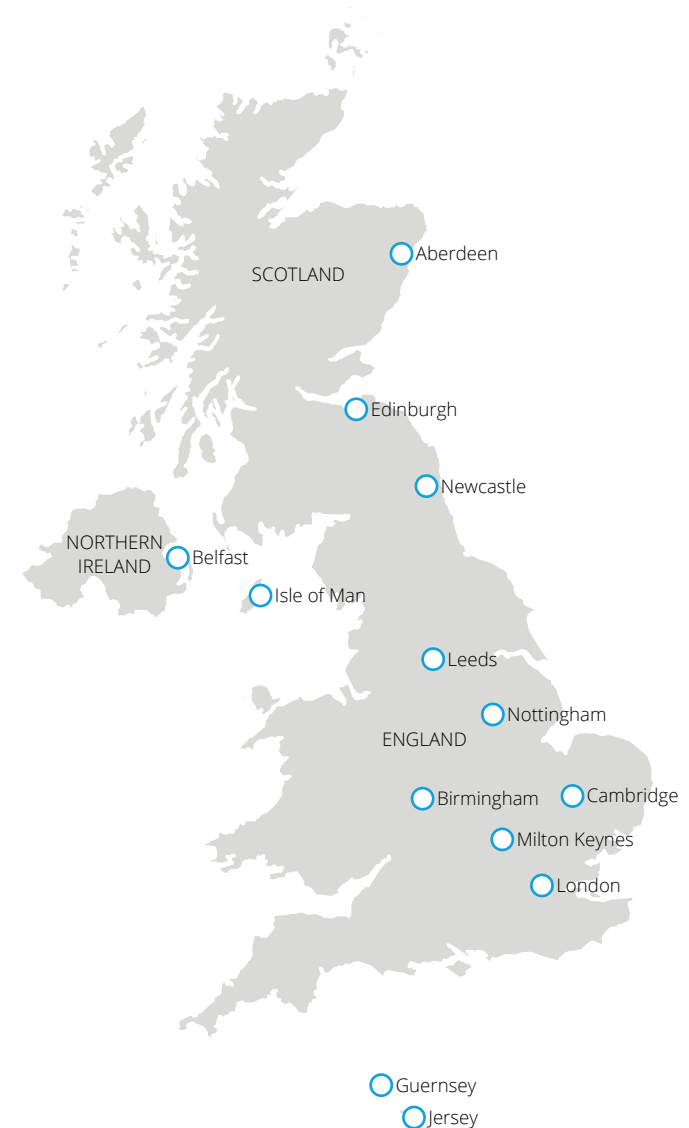 Aberdeen
SCOTLAND
Edinburgh
Newcastle
NORTHERN
IRELAND
Belfast
Isle of Man
Leeds
Nottingham
ENGLAND
Birmingham
Cambridge
Milton Keynes
London
Guernsey
Jersey